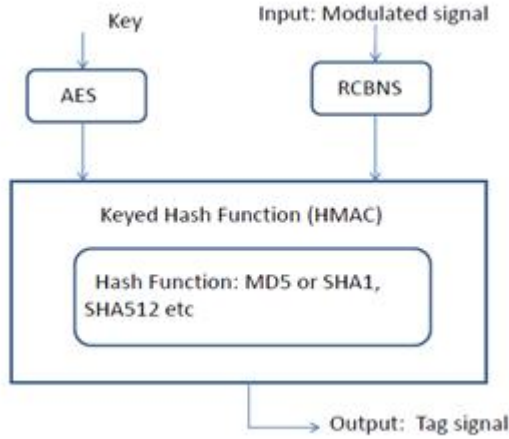 Key
Input: Modulated signal
AES
RCBNS
Keyed Hash Function (HMAC)
Hash Function: MD5 or SHA1,
SHA512 etc
Output: Tag signal